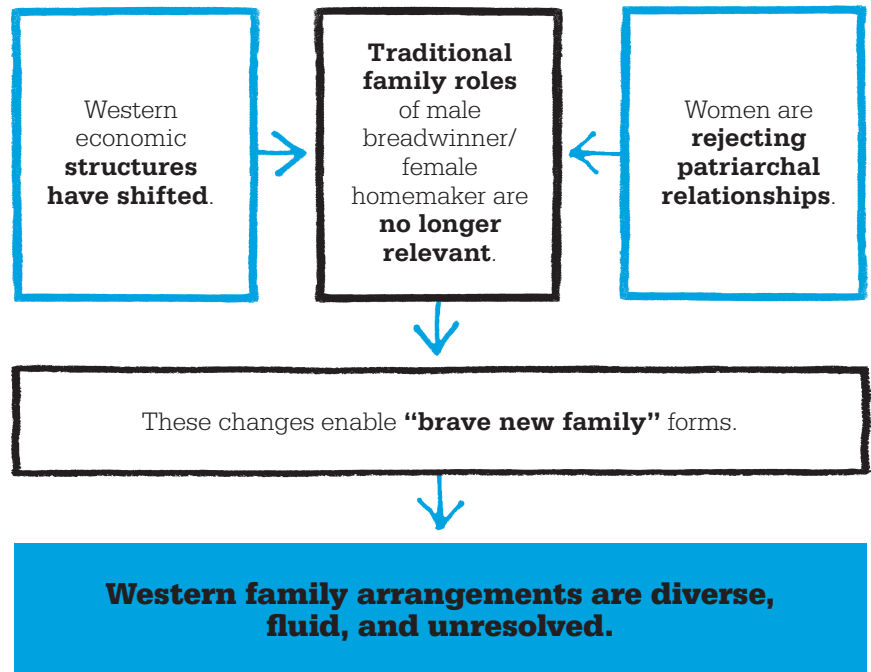 Western
economic
structures
have shifted.
Traditional
family roles
of male
breadwinner/
female
homemaker are
no longer
relevant.
Women are
rejecting
patriarchal
relationships.
These changes enable “brave new family” forms.
Western family arrangements are diverse,
fluid, and unresolved.